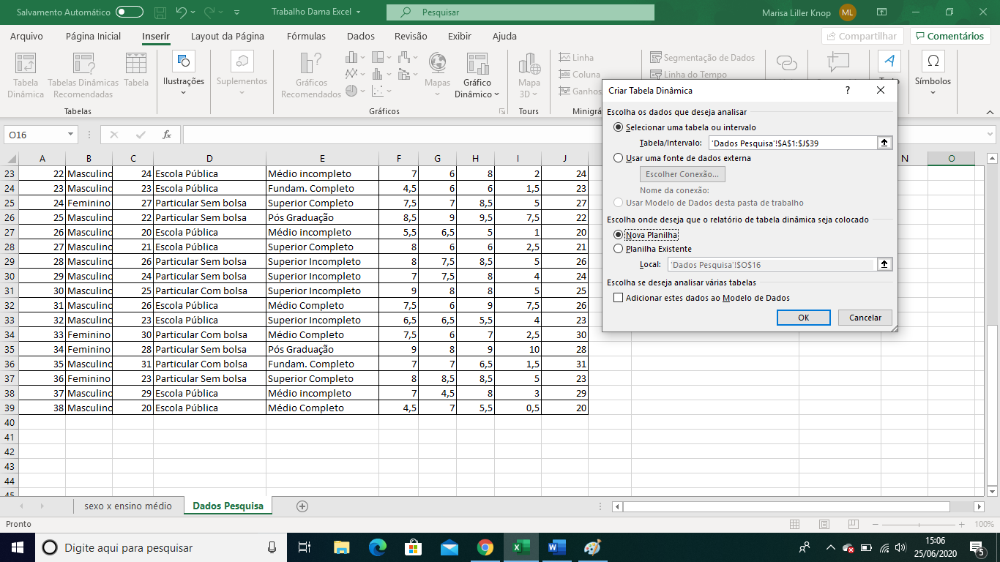 Salvamento Automático
Trabalho Dama Excel
Pesquisar
Marisa Liller Knop
ML
Arquivo
Página Inicial
Inserir
Layout da Página
Fórmulas
Dados
Revisão
Exibir
Ajuda
Compartilhar
Comentários
Tabela Dinâmica
Tabelas Dinâmicas Recomendadas
Tabela
Tabelas
Ilustrações
Suplementos
Gráficos Recomendados
Mapas
Gráfico Dinâmico
Gráficos
Mapa 3D
Tours
Linha
Coluna
Ganhos
Segmentação de Dados
Linha do Tempo
Símbolos
O16
fx
Criar Tabela Dinâmica
? 
Escolha os dados que deseja analisar
Selecionar uma tabela ou intervalo
Tabela/Intervalo: 'Dados Pesquisa'!$A$1:$J$39
Usar uma fonte de dados externa
Escolher Conexão...
Nome da conexão:
Usar Modelo de Dados desta pasta de trabalho
Escolha onde deseja que o relatório de tabela dinâmica seja colocado
Nova Planilha
Planilha Existente
Local: 'Dados Pesquisa'!$O$16
Escolha se deseja analisar várias tabelas
Adicionar estes dados ao Modelo de Dados
OK Cancelar
A B C D E F G H I J N O
23 22 Masculino 24 Escola Pública Médio incompleto 7 6 8 2 24
24 23 Masculino 23 Escola Pública Fundam. Completo 4,5 6 6 1,5 23
25 24 Feminino 27 Particular Sem bolsa Superior Completo 7,5 7 8,5 5 27
26 25 Masculino 22 Particular Sem bolsa Pós Graduação 8,5 9 9,5 7,5 22
27 26 Masculino 20 Escola Pública Médio incompleto 5,5 6,5 5 1 20
28 27 Masculino 21 Escola Pública Superior Completo 8 6 6 2,5 21
29 28 Masculino 26 Particular Sem bolsa Superior Incompleto 8 7,5 8,5 5 26
30 29 Masculino 24 Particular Sem bolsa Superior Incompleto 7 7,5 8 4 24
31 30 Masculino 25 Particular Com bolsa Superior Incompleto 9 8 8 5 25
32 31 Masculino 26 Escola Pública Médio Completo 7,5 6 9 7,5 26
33 32 Masculino 23 Escola Pública Superior Incompleto 6,5 6,5 5,5 4 23
34 33 Feminino 30 Particular Com bolsa Médio Completo 7,5 6 7 2,5 30
35 34 Feminino 28 Particular Sem bolsa Pós Graduação 9 8 9 10 28
36 35 Masculino 31 Particular Com bolsa Fundam. Completo 7 7 6,5 1,5 31
37 36 Feminino 23 Particular Sem bolsa Superior Completo 8 8,5 8,5 5 23
38 37 Masculino 29 Escola Pública Médio incompleto 7 4,5 8 3 29
39 38 Masculino 20 Escola Pública Médio Completo 4,5 7 5,5 0,5 20
40
41
42
43
44
45
sexo x ensino médio
Dados Pesquisa
Pronto
100%
Digite aqui para pesquisar
15:06
25/06/2020
5